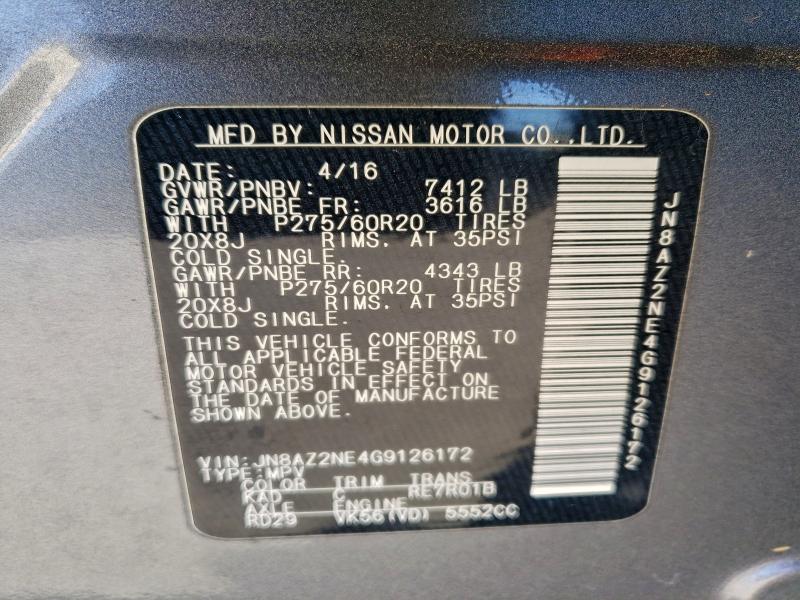 MFD BY NISSAN MOTOR CO.,LTD.
DATE: 4/16
GVWR/PNBV: 7412 LB
GAWR/PNBE FR: 3616 LB
WITH P275/60R20 TIRES
20X8J RIMS. AT 35PSI
COLD SINGLE.
GAWR/PNBE RR: 4343 LB
WITH P275/60R20 TIRES
20X8J RIMS. AT 35PSI
COLD SINGLE.
THIS VEHICLE CONFORMS TO
ALL APPLICABLE FEDERAL
MOTOR VEHICLE SAFETY
STANDARDS IN EFFECT ON
THE DATE OF MANUFACTURE
SHOWN ABOVE.
VIN: JN8AZ2NE4G9126172
TYPE: MPV
COLOR TRIM TRANS
KAD C RE7R01B
AXLE ENGINE
RD29 VK56(VD) 5552CC
JN8AZ2NE4G9126172